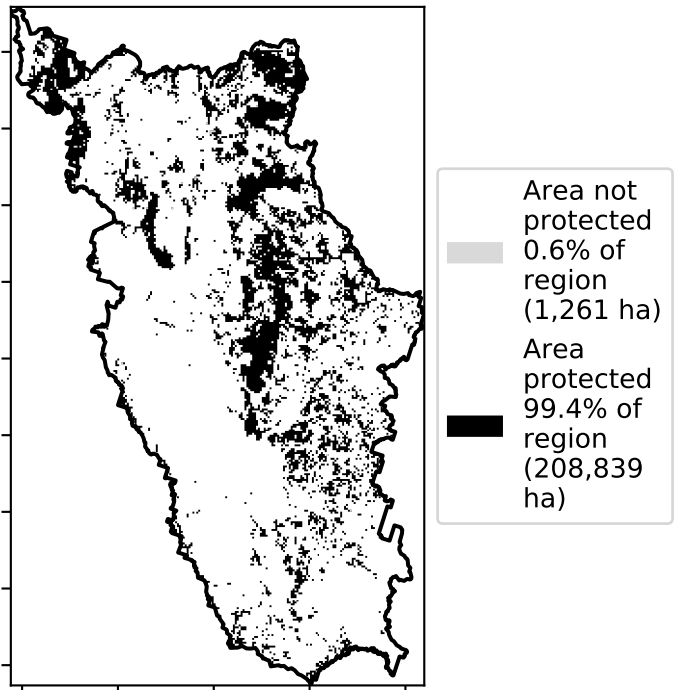 Area not
protected
0.6% of
region
(1,261 ha)
Area
protected
99.4% of
region
(208,839
ha)